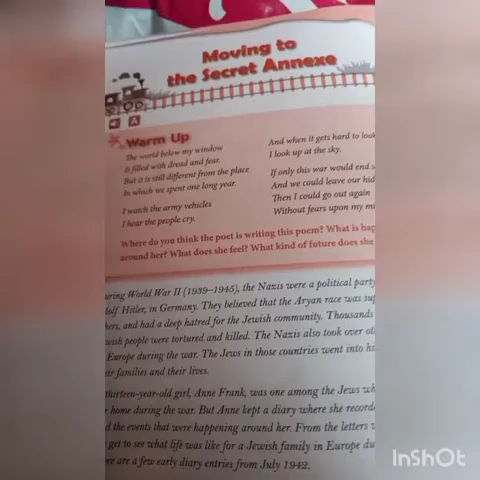 Moving to
the Secret Annexe
A
Warm Up
The world below my window
Is filled with dread and fear.
But it is still different from the place
In which we spent one long year.
I watch the army vehicles
I hear the people cry.
And when it gets hard to look
I look up at the sky.
If only this war would end
And we could leave our
Then I could go out again
Without fears upon my
Where do you think the poet is writing this poem? What is
around her? What does she feel? What kind of future does she
World War II (1939–1945), the Nazis were a political party
Hitler, in Germany. They believed that the Aryan race was
and had a deep hatred for the Jewish community. Thousands
people were tortured and killed. The Nazis also took over
Europe during the war. The Jews in those countries went into
families and their lives.
thirteen-year-old girl, Anne Frank, was one among the Jews
home during the war. But Anne kept a diary where she
the events that were happening around her. From the letters
get to see what life was like for a Jewish family in Europe
are a few early diary entries from July 1942.
InShOt